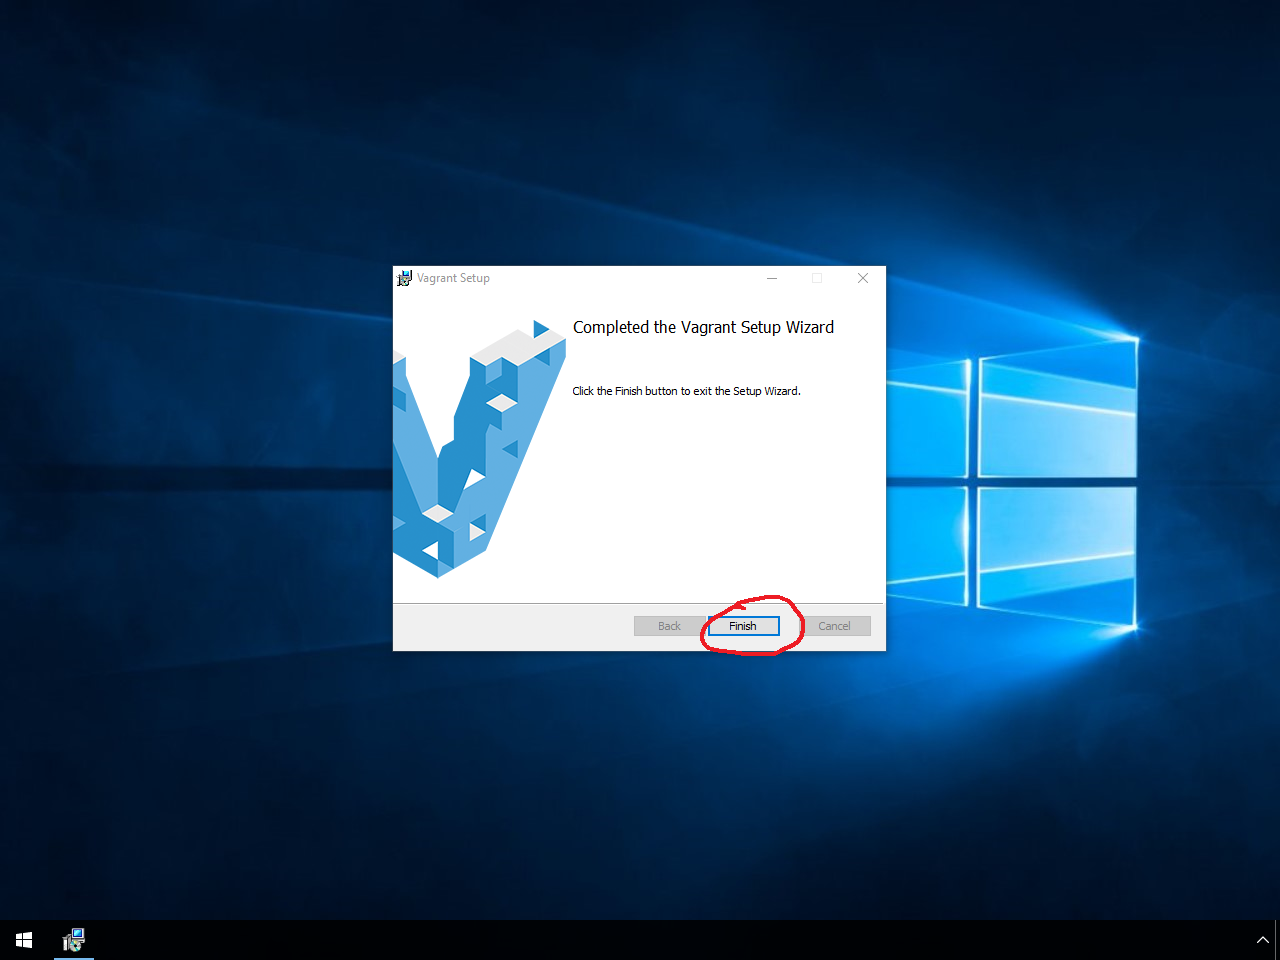 Vagrant Setup
Completed the Vagrant Setup Wizard
Click the Finish button to exit the Setup Wizard.
Back
Finish
Cancel